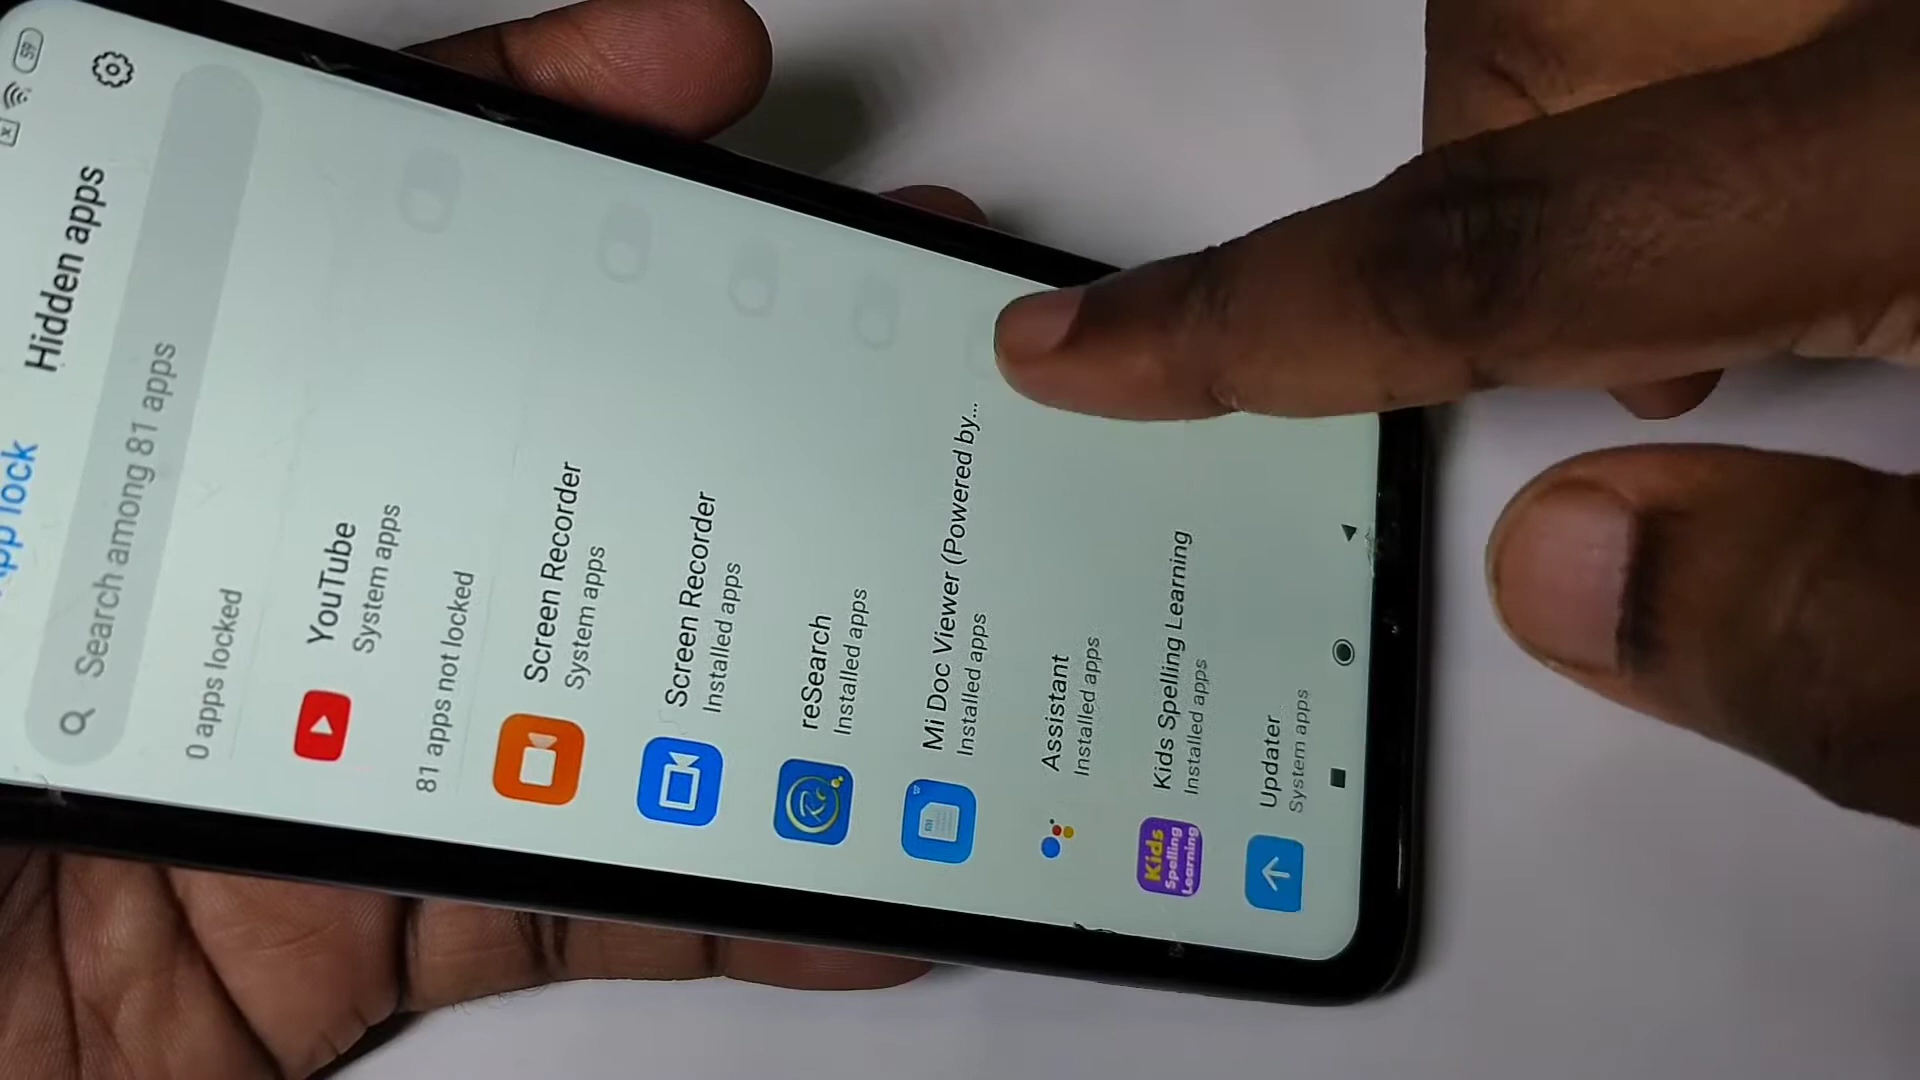 59
App lock
Hidden apps
Search among 81 apps
0 apps locked
YouTube
System apps
81 apps not locked
Screen Recorder
System apps
Screen Recorder
Installed apps
reSearch
Installed apps
Mi Doc Viewer (Powered by...
Installed apps
Assistant
Installed apps
Kids Spelling Learning
Kids Spelling Learning
Installed apps
Updater
System apps